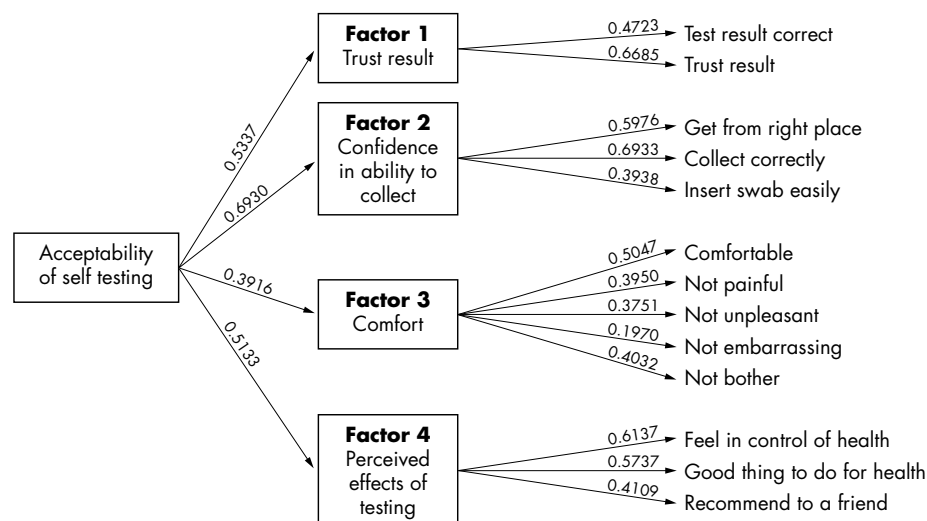 Factor 1
Trust result
0.4723
Test result correct
0.6685
Trust result
0.5337
Factor 2
Confidence
in ability to
collect
0.5976
Get from right place
0.6933
Collect correctly
0.3938
Insert swab easily
0.6930
Acceptability
of self testing
0.3916
Factor 3
Comfort
0.5047
Comfortable
0.3950
Not painful
0.3751
Not unpleasant
0.1970
Not embarrassing
0.4032
Not bother
0.5133
Factor 4
Perceived
effects of
testing
0.6137
Feel in control of health
0.5737
Good thing to do for health
0.4109
Recommend to a friend